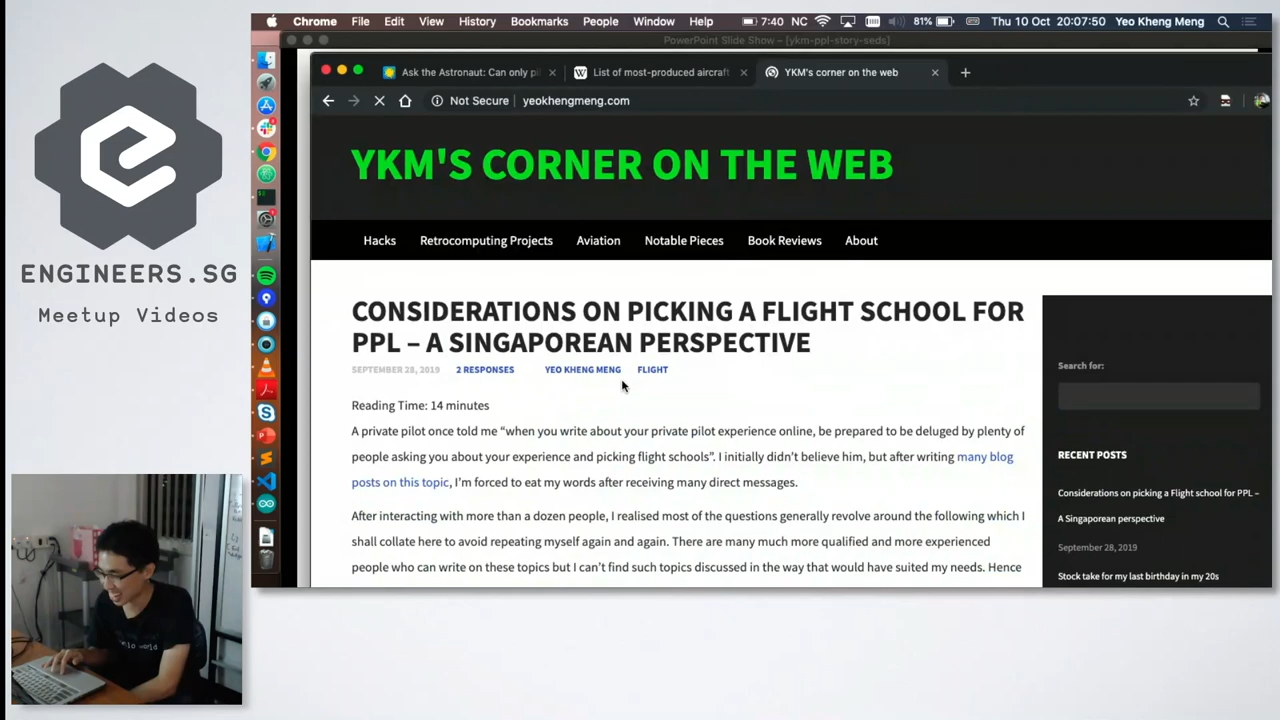 Chrome File Edit View History Bookmarks People Window Help 7:40 NC 81% Thu 10 Oct 20:07:50 Yeo Kheng Meng
PowerPoint Slide Show - [ykm-ppl-story-seds]
Ask the Astronaut: Can only pi
List of most-produced aircraft
YKM's corner on the web
Not Secure yeokhengmeng.com
YKM'S CORNER ON THE WEB
Hacks Retrocomputing Projects Aviation Notable Pieces Book Reviews About
CONSIDERATIONS ON PICKING A FLIGHT SCHOOL FOR
PPL – A SINGAPOREAN PERSPECTIVE
SEPTEMBER 28, 2019 2 RESPONSES YEO KHENG MENG FLIGHT
Reading Time: 14 minutes
A private pilot once told me “when you write about your private pilot experience online, be prepared to be deluged by plenty of
people asking you about your experience and picking flight schools”. I initially didn’t believe him, but after writing many blog
posts on this topic, I’m forced to eat my words after receiving many direct messages.
After interacting with more than a dozen people, I realised most of the questions generally revolve around the following which I
shall collate here to avoid repeating myself again and again. There are many much more qualified and more experienced
people who can write on these topics but I can’t find such topics discussed in the way that would have suited my needs. Hence
Search for:
RECENT POSTS
Considerations on picking a Flight school for PPL –
A Singaporean perspective
September 28, 2019
Stock take for my last birthday in my 20s
ENGINEERS.SG
Meetup Videos
hello world